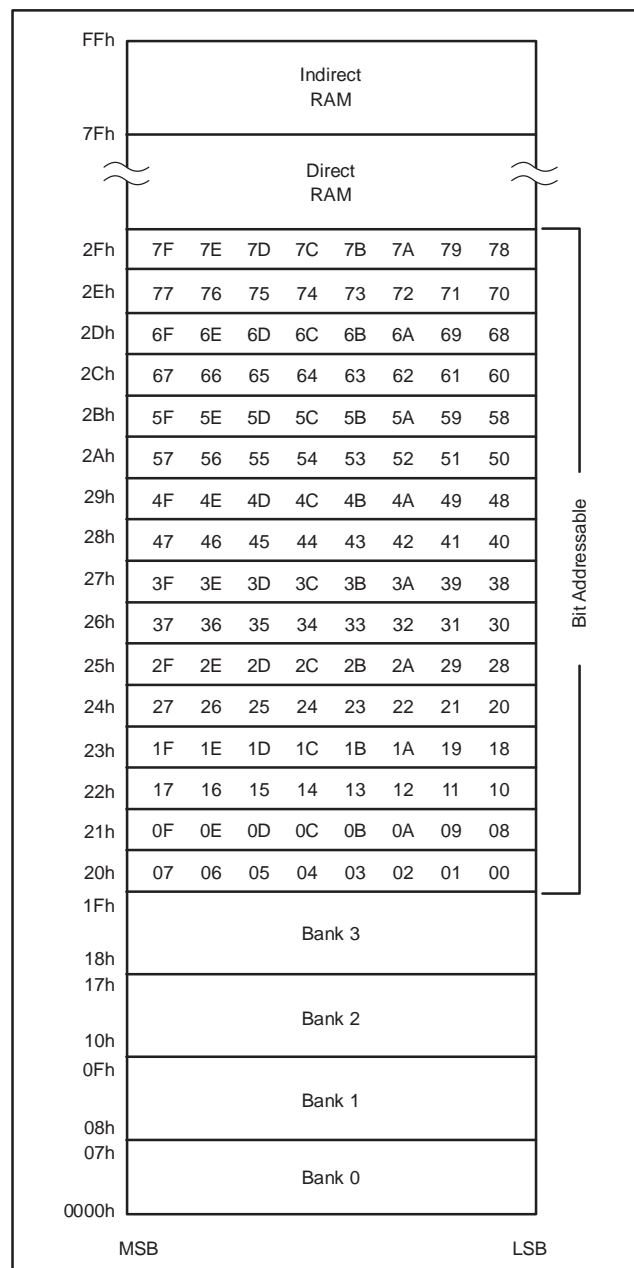 FFh
Indirect
RAM
7Fh
Direct
RAM
2Fh 7F 7E 7D 7C 7B 7A 79 78
2Eh 77 76 75 74 73 72 71 70
2Dh 6F 6E 6D 6C 6B 6A 69 68
2Ch 67 66 65 64 63 62 61 60
2Bh 5F 5E 5D 5C 5B 5A 59 58
2Ah 57 56 55 54 53 52 51 50
29h 4F 4E 4D 4C 4B 4A 49 48
28h 47 46 45 44 43 42 41 40
27h 3F 3E 3D 3C 3B 3A 39 38
26h 37 36 35 34 33 32 31 30
25h 2F 2E 2D 2C 2B 2A 29 28
24h 27 26 25 24 23 22 21 20
23h 1F 1E 1D 1C 1B 1A 19 18
22h 17 16 15 14 13 12 11 10
21h 0F 0E 0D 0C 0B 0A 09 08
20h 07 06 05 04 03 02 01 00
Bit Addressable
1Fh
Bank 3
18h
17h
Bank 2
10h
0Fh
Bank 1
08h
07h
Bank 0
0000h
MSB LSB